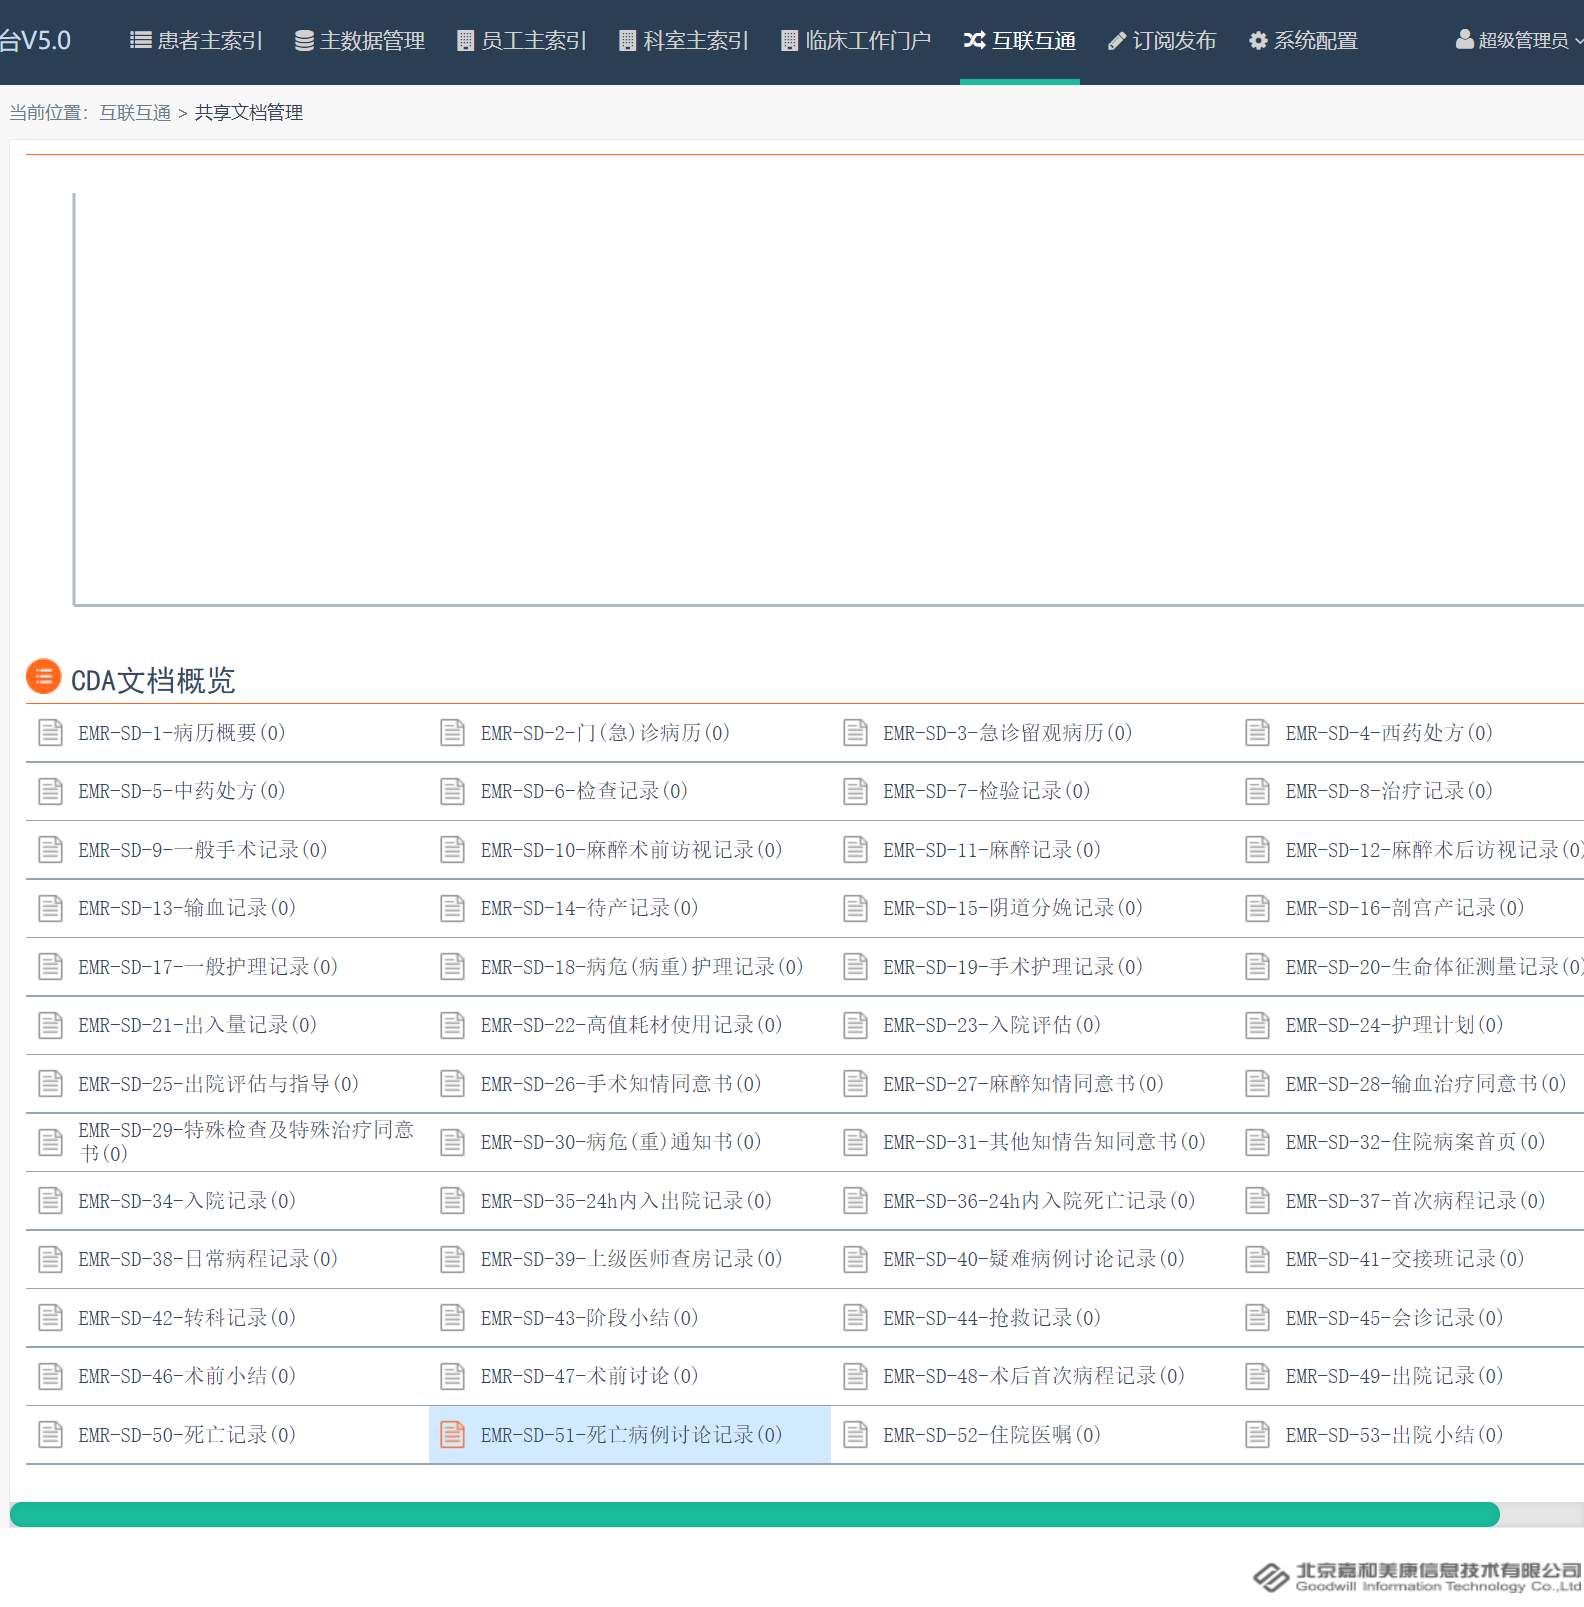 台V5.0 患者主索引 主数据管理 员工主索引 科室主索引 临床工作门户 互联互通 订阅发布 系统配置 超级管理员
当前位置: 互联互通 > 共享文档管理
CDA文档概览
EMR-SD-1-病历概要(0) EMR-SD-2-门(急)诊病历(0) EMR-SD-3-急诊留观病历(0) EMR-SD-4-西药处方(0)
EMR-SD-5-中药处方(0) EMR-SD-6-检查记录(0) EMR-SD-7-检验记录(0) EMR-SD-8-治疗记录(0)
EMR-SD-9-一般手术记录(0) EMR-SD-10-麻醉术前访视记录(0) EMR-SD-11-麻醉记录(0) EMR-SD-12-麻醉术后访视记录(0)
EMR-SD-13-输血记录(0) EMR-SD-14-待产记录(0) EMR-SD-15-阴道分娩记录(0) EMR-SD-16-剖宫产记录(0)
EMR-SD-17-一般护理记录(0) EMR-SD-18-病危(病重)护理记录(0) EMR-SD-19-手术护理记录(0) EMR-SD-20-生命体征测量记录(0)
EMR-SD-21-出入量记录(0) EMR-SD-22-高值耗材使用记录(0) EMR-SD-23-入院评估(0) EMR-SD-24-护理计划(0)
EMR-SD-25-出院评估与指导(0) EMR-SD-26-手术知情同意书(0) EMR-SD-27-麻醉知情同意书(0) EMR-SD-28-输血治疗同意书(0)
EMR-SD-29-特殊检查及特殊治疗同意
书(0) EMR-SD-30-病危(重)通知书(0) EMR-SD-31-其他知情告知同意书(0) EMR-SD-32-住院病案首页(0)
EMR-SD-34-入院记录(0) EMR-SD-35-24h内入出院记录(0) EMR-SD-36-24h内入院死亡记录(0) EMR-SD-37-首次病程记录(0)
EMR-SD-38-日常病程记录(0) EMR-SD-39-上级医师查房记录(0) EMR-SD-40-疑难病例讨论记录(0) EMR-SD-41-交接班记录(0)
EMR-SD-42-转科记录(0) EMR-SD-43-阶段小结(0) EMR-SD-44-抢救记录(0) EMR-SD-45-会诊记录(0)
EMR-SD-46-术前小结(0) EMR-SD-47-术前讨论(0) EMR-SD-48-术后首次病程记录(0) EMR-SD-49-出院记录(0)
EMR-SD-50-死亡记录(0) EMR-SD-51-死亡病例讨论记录(0) EMR-SD-52-住院医嘱(0) EMR-SD-53-出院小结(0)
北京嘉和美康信息技术有限公司
Goodwill Information Technology Co.,Ltd